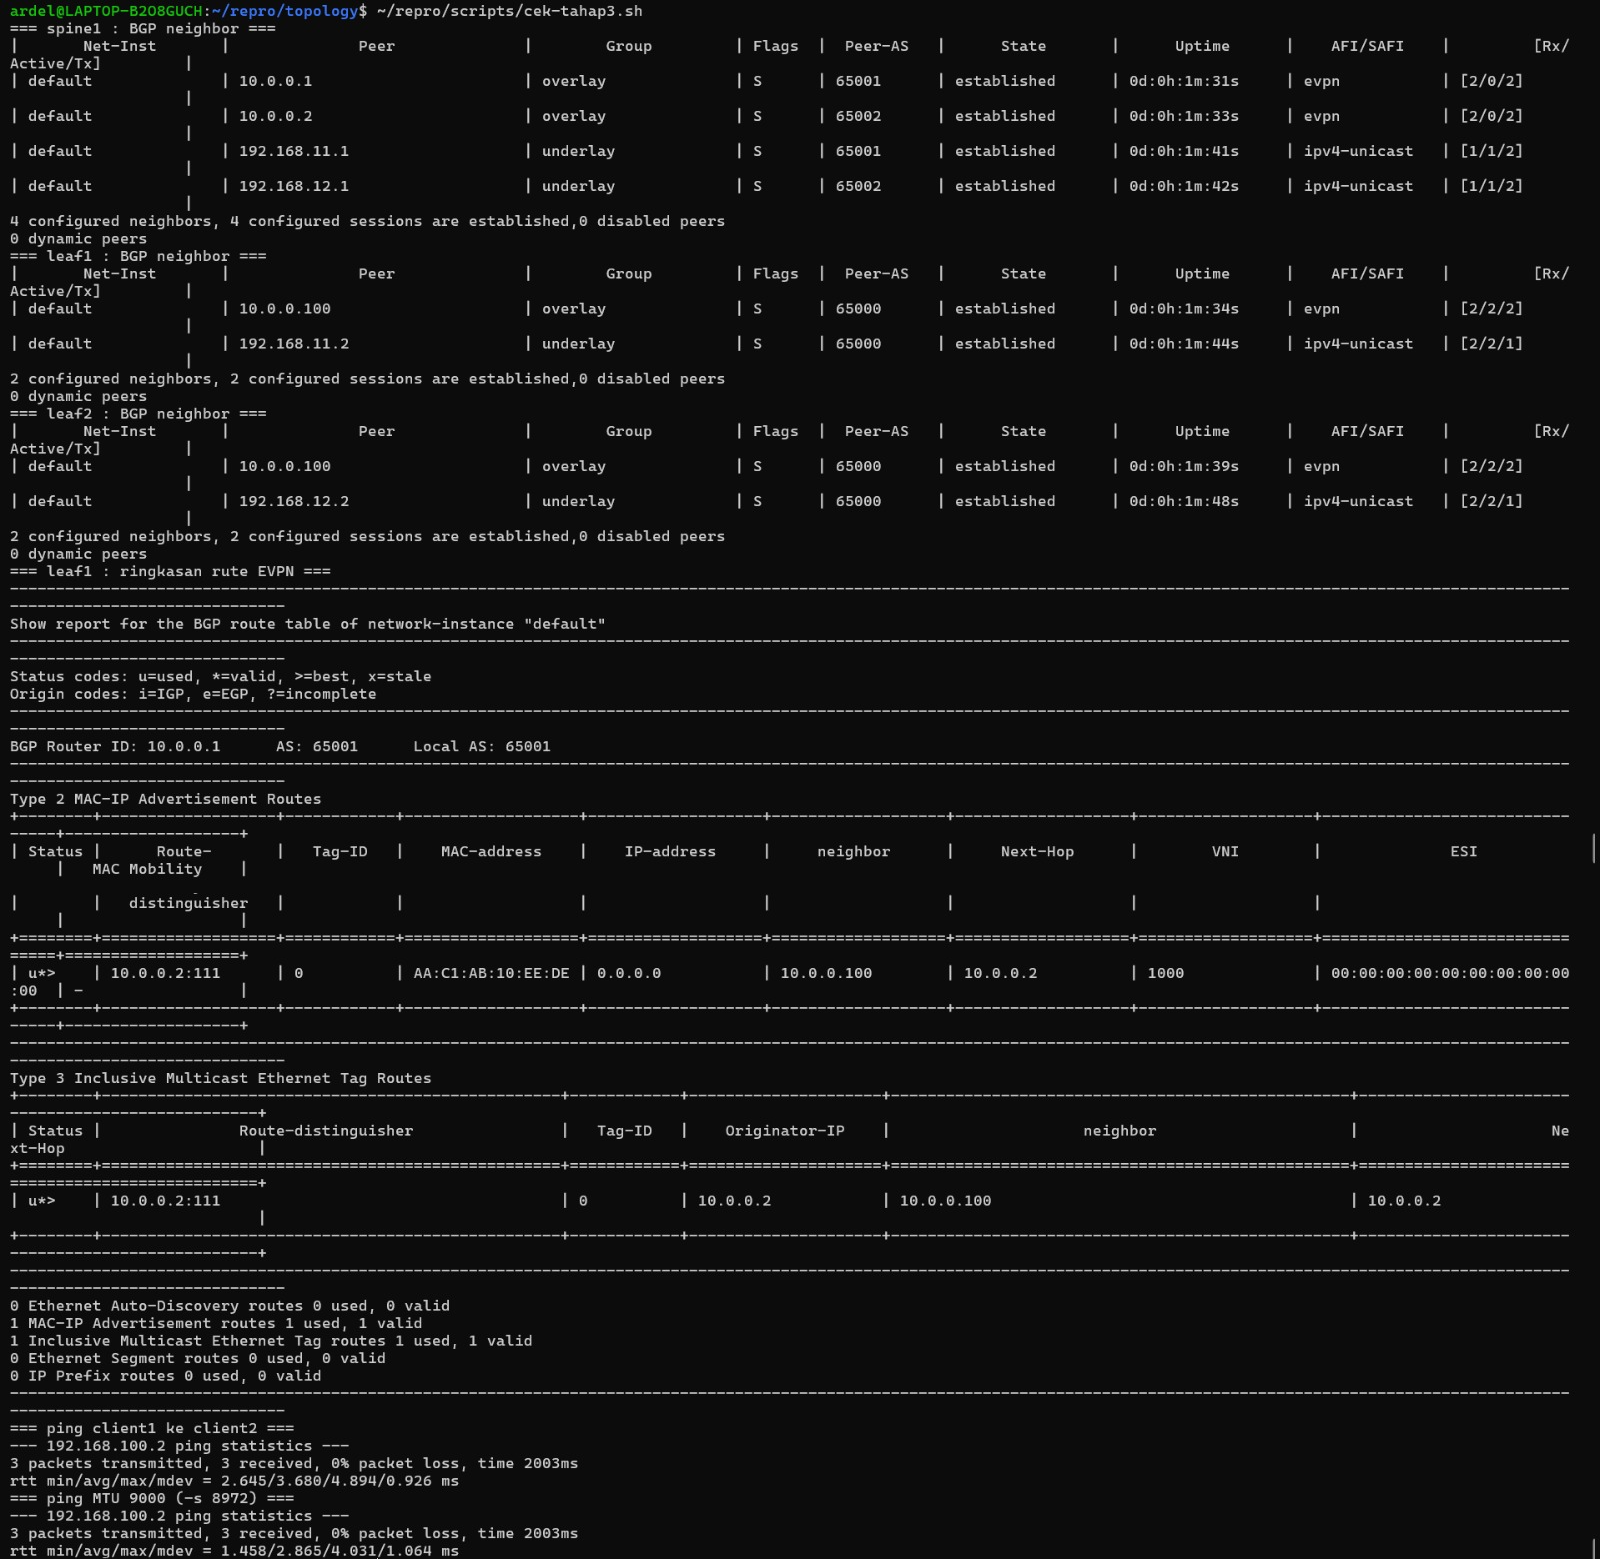 ardel@LAPTOP-B2O8GUCH:~/repro/topology$ ~/repro/scripts/cek-tahap3.sh
=== spine1 : BGP neighbor ===
|       Net-Inst       |              Peer              |        Group         | Flags  |  Peer-AS   |      State       |      Uptime      |    AFI/SAFI    |         [Rx/
Active/Tx]         |
| default              | 10.0.0.1                       | overlay              | S      | 65001      | established      | 0d:0h:1m:31s     | evpn           | [2/0/2]
                   |
| default              | 10.0.0.2                       | overlay              | S      | 65002      | established      | 0d:0h:1m:33s     | evpn           | [2/0/2]
                   |
| default              | 192.168.11.1                   | underlay             | S      | 65001      | established      | 0d:0h:1m:41s     | ipv4-unicast   | [1/1/2]
                   |
| default              | 192.168.12.1                   | underlay             | S      | 65002      | established      | 0d:0h:1m:42s     | ipv4-unicast   | [1/1/2]
                   |
4 configured neighbors, 4 configured sessions are established,0 disabled peers
0 dynamic peers
=== leaf1 : BGP neighbor ===
|       Net-Inst       |              Peer              |        Group         | Flags  |  Peer-AS   |      State       |      Uptime      |    AFI/SAFI    |         [Rx/
Active/Tx]         |
| default              | 10.0.0.100                     | overlay              | S      | 65000      | established      | 0d:0h:1m:34s     | evpn           | [2/2/2]
                   |
| default              | 192.168.11.2                   | underlay             | S      | 65000      | established      | 0d:0h:1m:44s     | ipv4-unicast   | [2/2/1]
                   |
2 configured neighbors, 2 configured sessions are established,0 disabled peers
0 dynamic peers
=== leaf2 : BGP neighbor ===
|       Net-Inst       |              Peer              |        Group         | Flags  |  Peer-AS   |      State       |      Uptime      |    AFI/SAFI    |         [Rx/
Active/Tx]         |
| default              | 10.0.0.100                     | overlay              | S      | 65000      | established      | 0d:0h:1m:39s     | evpn           | [2/2/2]
                   |
| default              | 192.168.12.2                   | underlay             | S      | 65000      | established      | 0d:0h:1m:48s     | ipv4-unicast   | [2/2/1]
                   |
2 configured neighbors, 2 configured sessions are established,0 disabled peers
0 dynamic peers
=== leaf1 : ringkasan rute EVPN ===
Show report for the BGP route table of network-instance "default"
Status codes: u=used, *=valid, >=best, x=stale
Origin codes: i=IGP, e=EGP, ?=incomplete
BGP Router ID: 10.0.0.1      AS: 65001      Local AS: 65001
Type 2 MAC-IP Advertisement Routes
| Status |      Route-       |   Tag-ID   |    MAC-address    |    IP-address     |     neighbor      |     Next-Hop      |        VNI        |              ESI
     |   MAC Mobility    |
|        |   distinguisher   |            |                   |                   |                   |                   |                   |
     |                   |
| u*>    | 10.0.0.2:111      | 0          | AA:C1:AB:10:EE:DE | 0.0.0.0           | 10.0.0.100        | 10.0.0.2          | 1000              | 00:00:00:00:00:00:00:00:00
:00  | -                 |
Type 3 Inclusive Multicast Ethernet Tag Routes
| Status |               Route-distinguisher                |   Tag-ID   |    Originator-IP    |                     neighbor                     |                     Ne
xt-Hop                     |
| u*>    | 10.0.0.2:111                                     | 0          | 10.0.0.2            | 10.0.0.100                                       | 10.0.0.2
                           |
0 Ethernet Auto-Discovery routes 0 used, 0 valid
1 MAC-IP Advertisement routes 1 used, 1 valid
1 Inclusive Multicast Ethernet Tag routes 1 used, 1 valid
0 Ethernet Segment routes 0 used, 0 valid
0 IP Prefix routes 0 used, 0 valid
=== ping client1 ke client2 ===
--- 192.168.100.2 ping statistics ---
3 packets transmitted, 3 received, 0% packet loss, time 2003ms
rtt min/avg/max/mdev = 2.645/3.680/4.894/0.926 ms
=== ping MTU 9000 (-s 8972) ===
--- 192.168.100.2 ping statistics ---
3 packets transmitted, 3 received, 0% packet loss, time 2003ms
rtt min/avg/max/mdev = 1.458/2.865/4.031/1.064 ms